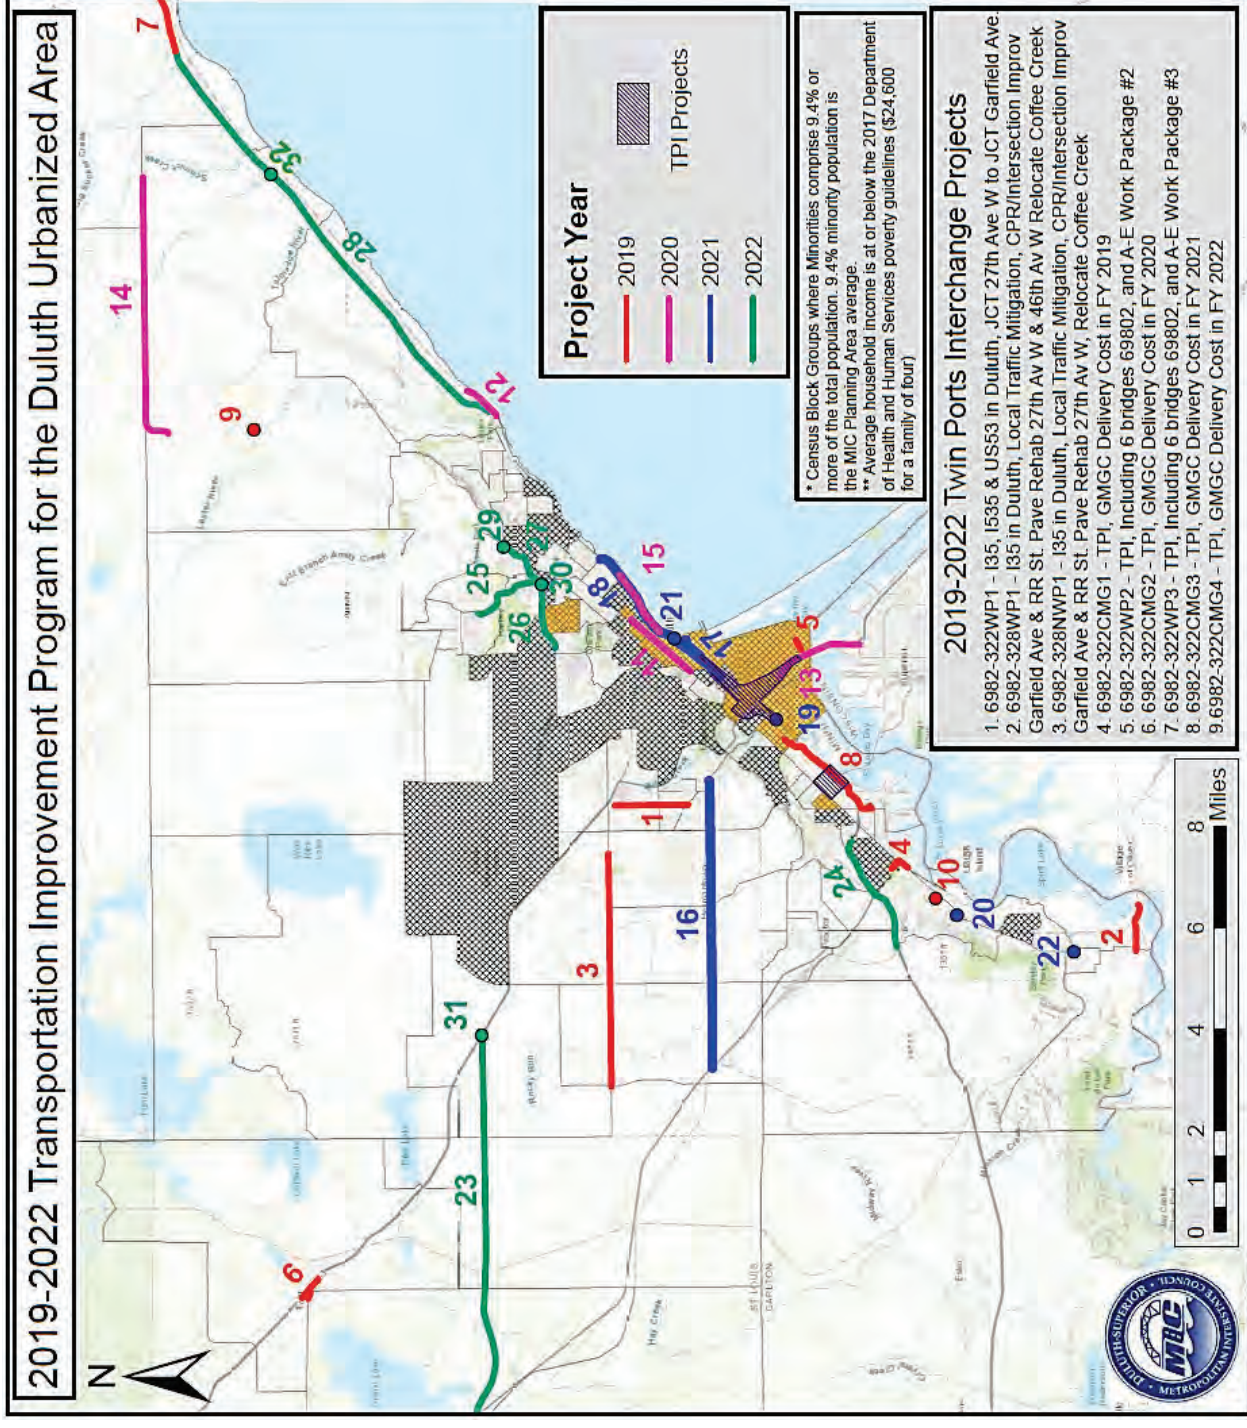 2019-2022 Transportation Improvement Program for the Duluth Urbanized Area
N
7
32
28
14
12
9
29
27
25
30
26
18
15
21
11
17
5
13
19
8
1
3
16
24
4
10
20
22
2
31
23
6
ST LOUIS
CARLTON
Hay Creek
Midway River
Project Year
2019
2020
2021
2022
TPI Projects
* Census Block Groups where Minorities comprise 9.4% or
more of the total population. 9.4% minority population is
the MIC Planning Area average.
** Average household income is at or below the 2017 Department
of Health and Human Services poverty guidelines ($24,600
for a family of four)
2019-2022 Twin Ports Interchange Projects
1. 6982-322WP1 - I35, I535 & US53 in Duluth, JCT 27th Ave W to JCT Garfield Ave.
2. 6982-328WP1 - I35 in Duluth, Local Traffic Mitigation, CPR/Intersection Improv
Garfield Ave & RR St. Pave Rehab 27th Av W & 46th Av W Relocate Coffee Creek
3. 6982-328NWP1 - I35 in Duluth, Local Traffic Mitigation, CPR/Intersection Improv
Garfield Ave & RR St. Pave Rehab 27th Av W, Relocate Coffee Creek
4. 6982-322CMG1 - TPI, GMGC Delivery Cost in FY 2019
5. 6982-322WP2 - TPI, Including 6 bridges 69802, and A-E Work Package #2
6. 6982-322CMG2 - TPI, GMGC Delivery Cost in FY 2020
7. 6982-322WP3 - TPI, Including 6 bridges 69802, and A-E Work Package #3
8. 6982-322CMG3 - TPI, GMGC Delivery Cost in FY 2021
9.6982-322CMG4 - TPI, GMGC Delivery Cost in FY 2022
0 1 2 4 6 8
Miles
DULUTH-SUPERIOR
MIC
METROPOLITAN INTERSTATE COUNCIL